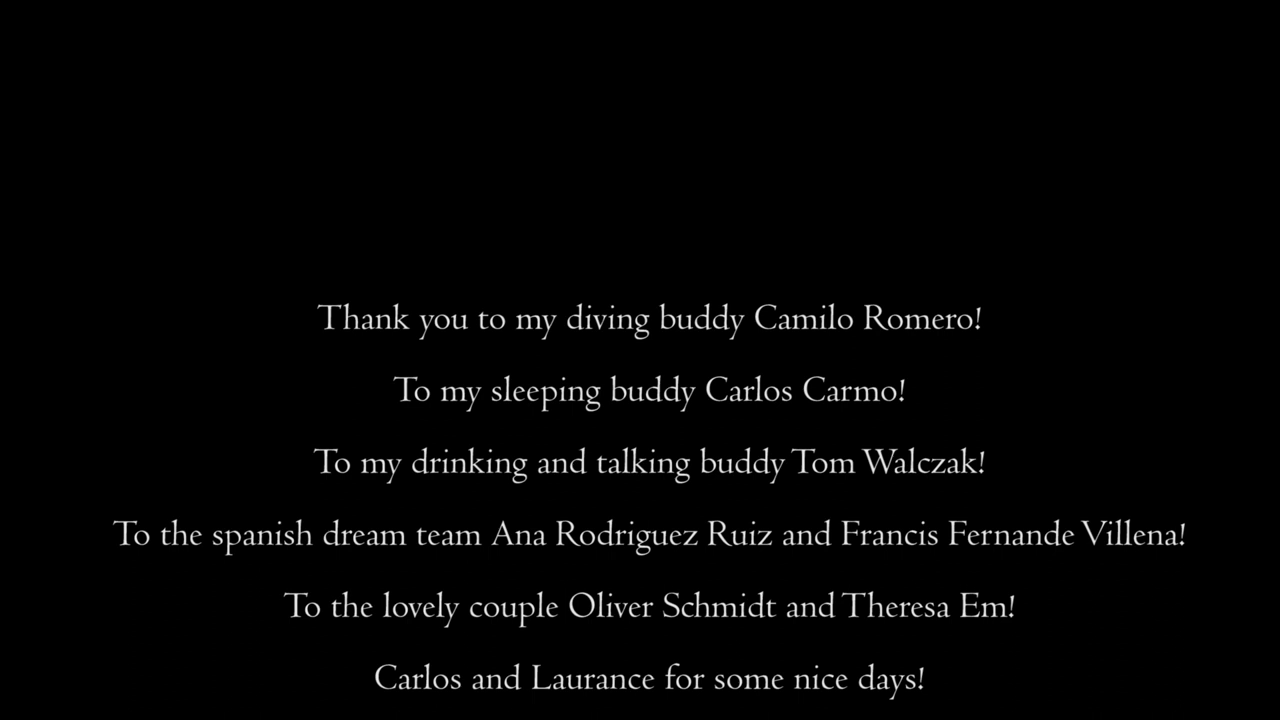 Thank you to my diving buddy Camilo Romero!
To my sleeping buddy Carlos Carmo!
To my drinking and talking buddy Tom Walczak!
To the spanish dream team Ana Rodriguez Ruiz and Francis Fernande Villena!
To the lovely couple Oliver Schmidt and Theresa Em!
Carlos and Laurance for some nice days!